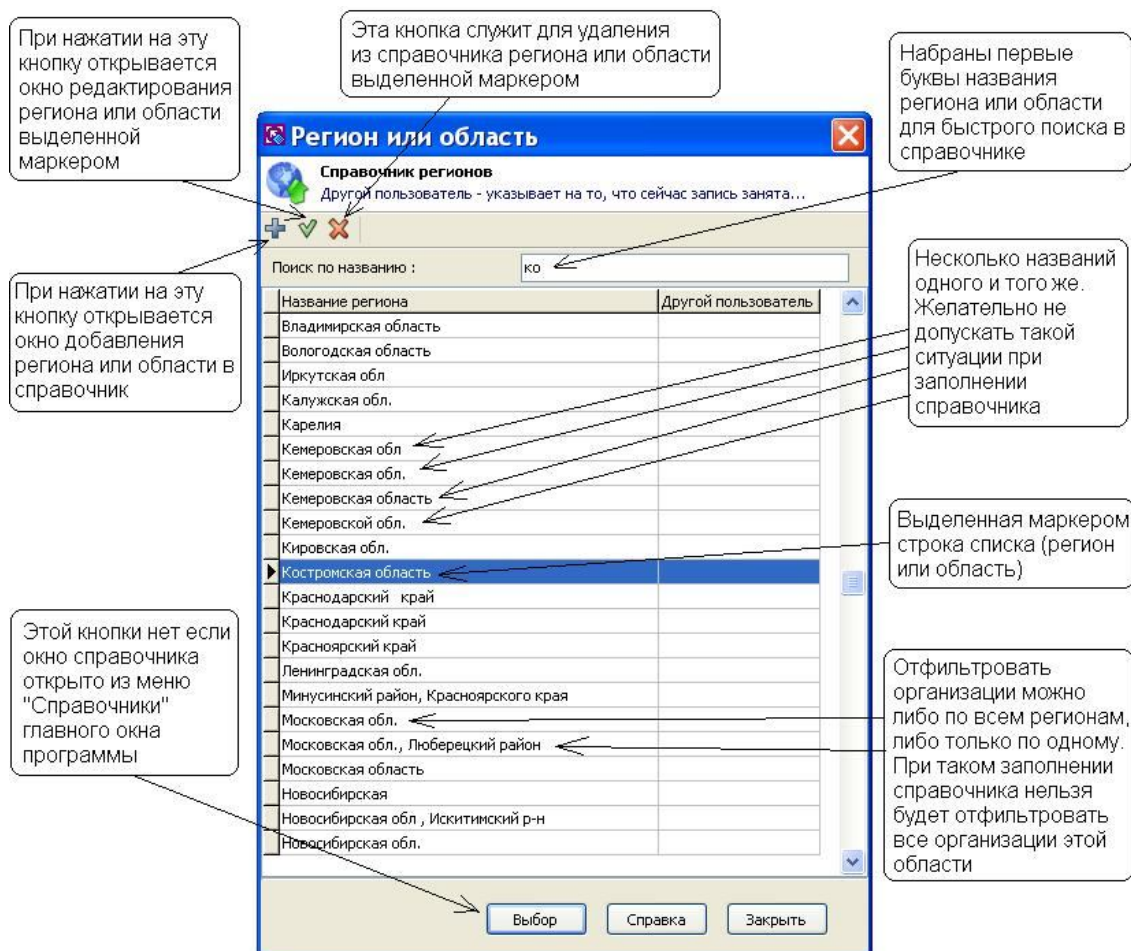 При нажатии на эту
кнопку открывается
окно редактирования
региона или области
выделенной
маркером
Эта кнопка служит для удаления
из справочника региона или области
выделенной маркером
Набраны первые
буквы названия
региона или области
для быстрого поиска в
справочнике
Регион или область
Справочник регионов
Другой пользователь - указывает на то, что сейчас запись занята...
Поиск по названию :
ко
При нажатии на эту
кнопку открывается
окно добавления
региона или области в
справочник
Несколько названий
одного и того же.
Желательно не
допускать такой
ситуации при
заполнении
справочника
Название региона Другой пользователь
Владимирская область
Вологодская область
Иркутская обл
Калужская обл.
Карелия
Кемеровская обл
Кемеровская обл.
Кемеровская область
Кемеровской обл.
Кировская обл.
Костромская область
Краснодарский край
Краснодарский край
Красноярский край
Ленинградская обл.
Минусинский район, Красноярского края
Московская обл.
Московская обл., Люберецкий район
Московская область
Новосибирская
Новосибирская обл , Искитимский р-н
Новосибирская обл.
Выделенная маркером
строка списка (регион
или область)
Этой кнопки нет если
окно справочника
открыто из меню
"Справочники"
главного окна
программы
Отфильтровать
организации можно
либо по всем регионам,
либо только по одному.
При таком заполнении
справочника нельзя
будет отфильтровать
все организации этой
области
Выбор Справка Закрыть